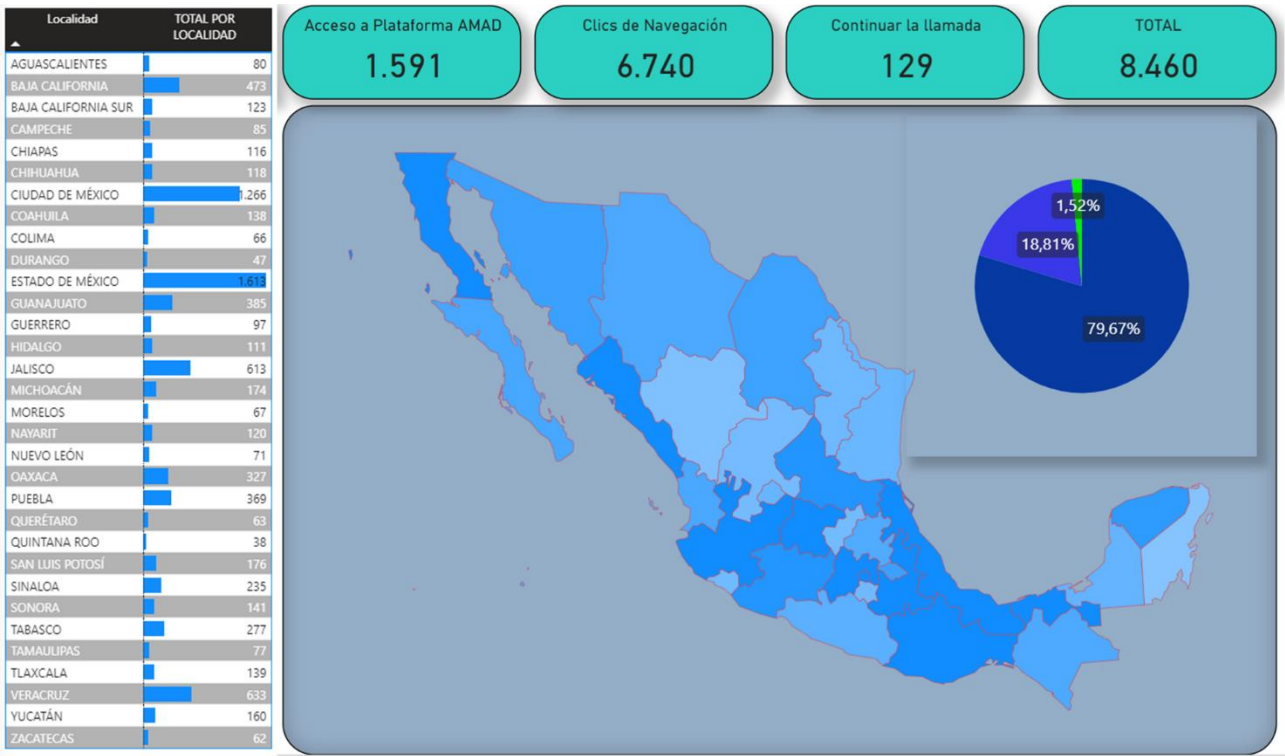 Localidad TOTAL POR
LOCALIDAD
AGUASCALIENTES 80
BAJA CALIFORNIA 473
BAJA CALIFORNIA SUR 123
CAMPECHE 85
CHIAPAS 116
CHIHUAHUA 118
CIUDAD DE MÉXICO 1.266
COAHUILA 138
COLIMA 66
DURANGO 47
ESTADO DE MÉXICO 1.613
GUANAJUATO 385
GUERRERO 97
HIDALGO 111
JALISCO 613
MICHOACÁN 174
MORELOS 67
NAYARIT 120
NUEVO LEÓN 71
OAXACA 327
PUEBLA 369
QUERÉTARO 63
QUINTANA ROO 38
SAN LUIS POTOSÍ 176
SINALOA 235
SONORA 141
TABASCO 277
TAMAULIPAS 77
TLAXCALA 139
VERACRUZ 633
YUCATÁN 160
ZACATECAS 62
Acceso a Plataforma AMAD
1.591
Clics de Navegación
6.740
Continuar la llamada
129
TOTAL
8.460
1,52%
18,81%
79,67%